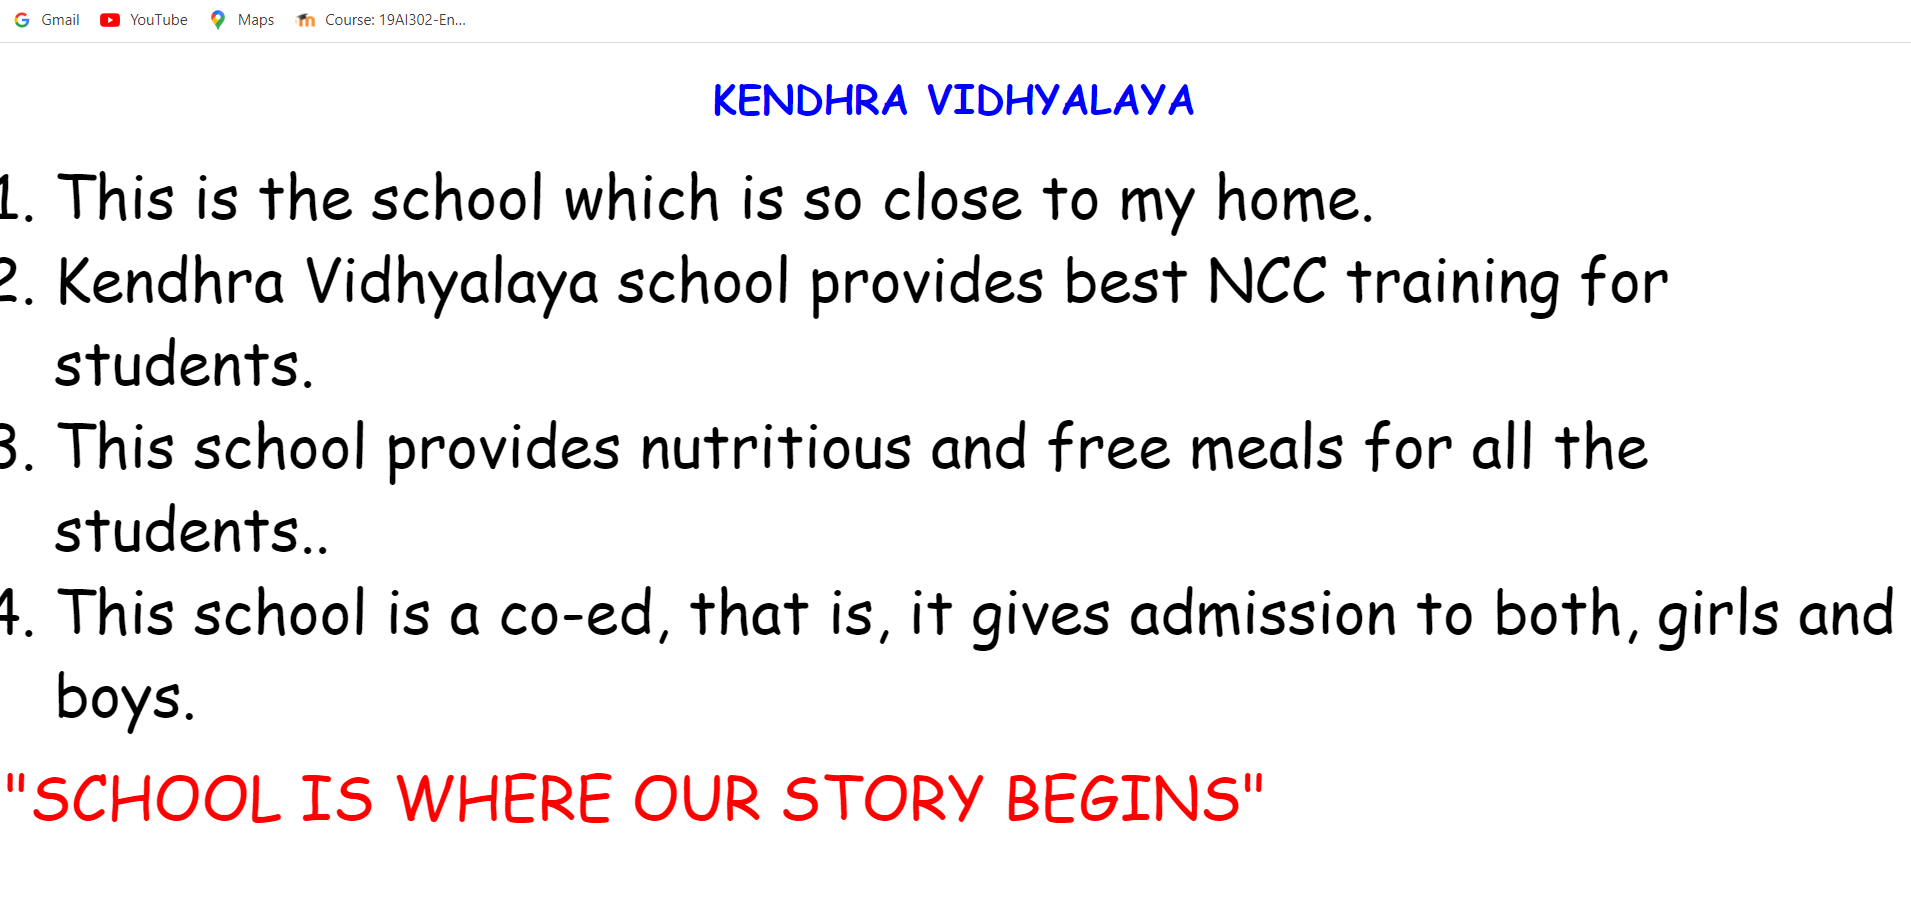 Gmail YouTube Maps Course: 19AI302-En...
KENDHRA VIDHYALAYA
1. This is the school which is so close to my home.
2. Kendhra Vidhyalaya school provides best NCC training for
students.
3. This school provides nutritious and free meals for all the
students..
4. This school is a co-ed, that is, it gives admission to both, girls and
boys.
"SCHOOL IS WHERE OUR STORY BEGINS"